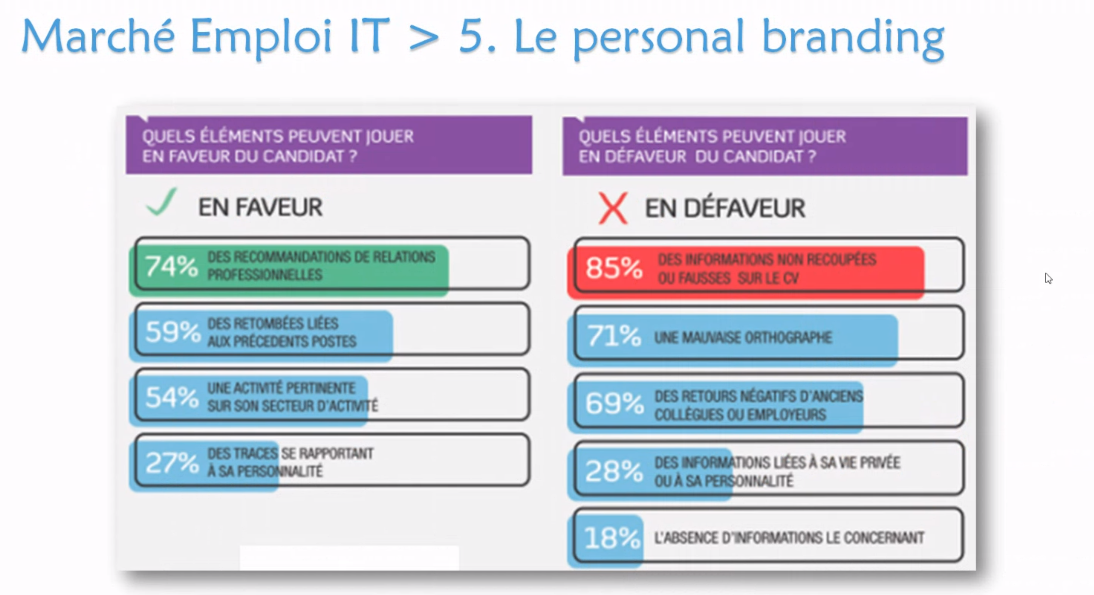 Marché Emploi IT > 5. Le personal branding
QUELS ÉLÉMENTS PEUVENT JOUER
EN FAVEUR DU CANDIDAT ?
EN FAVEUR
74% DES RECOMMANDATIONS DE RELATIONS
PROFESSIONNELLES
59% DES RETOMBÉES LIÉES
AUX PRÉCÉDENTS POSTES
54% UNE ACTIVITÉ PERTINENTE
SUR SON SECTEUR D'ACTIVITÉ
27% DES TRACES SE RAPPORTANT
À SA PERSONNALITÉ
QUELS ÉLÉMENTS PEUVENT JOUER
EN DÉFAVEUR DU CANDIDAT ?
EN DÉFAVEUR
85% DES INFORMATIONS NON RECOUPÉES
OU FAUSSES SUR LE CV
71% UNE MAUVAISE ORTHOGRAPHE
69% DES RETOURS NÉGATIFS D'ANCIENS
COLLÈGUES OU EMPLOYEURS
28% DES INFORMATIONS LIÉES À SA VIE PRIVÉE
OU À SA PERSONNALITÉ
18% L'ABSENCE D'INFORMATIONS LE CONCERNANT